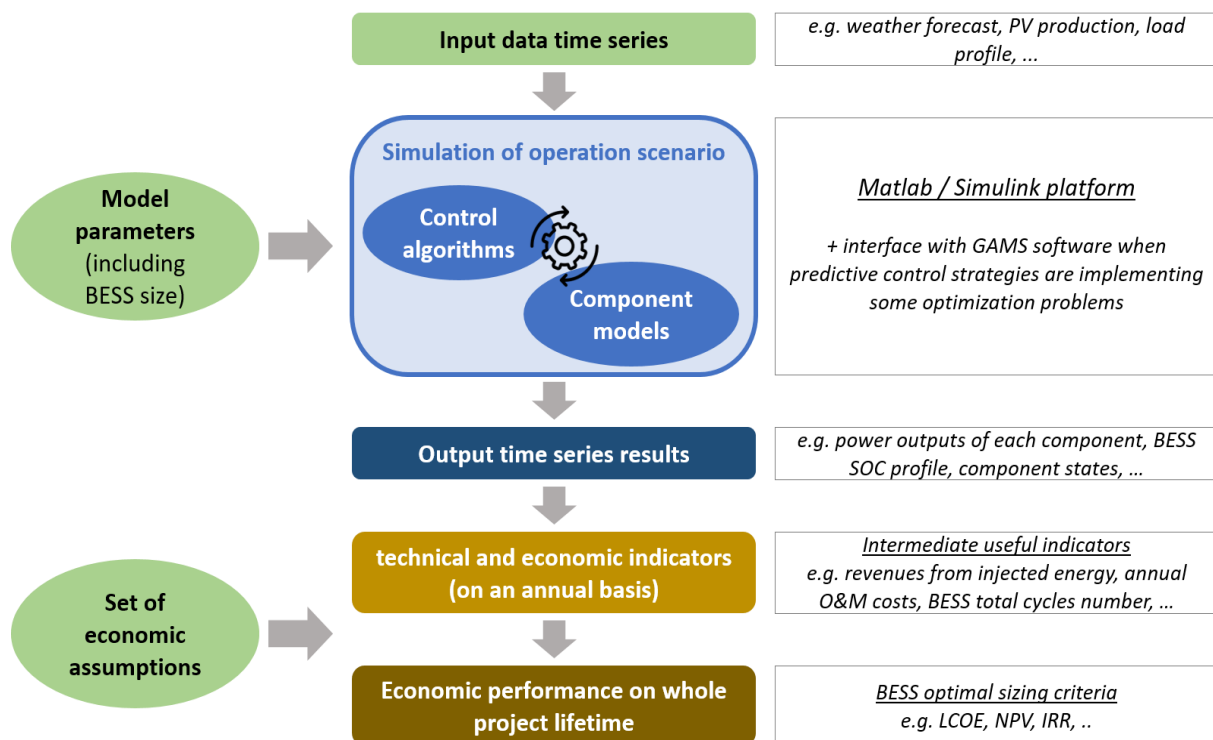 Input data time series
e.g. weather forecast, PV production, load
profile, ...
Simulation of operation scenario
Control
algorithms
Component
models
Model
parameters
(including
BESS size)
Matlab / Simulink platform
+ interface with GAMS software when
predictive control strategies are implementing
some optimization problems
Output time series results
e.g. power outputs of each component, BESS
SOC profile, component states, ...
technical and economic indicators
(on an annual basis)
Intermediate useful indicators
e.g. revenues from injected energy, annual
O&M costs, BESS total cycles number, ...
Set of
economic
assumptions
Economic performance on whole
project lifetime
BESS optimal sizing criteria
e.g. LCOE, NPV, IRR, ..